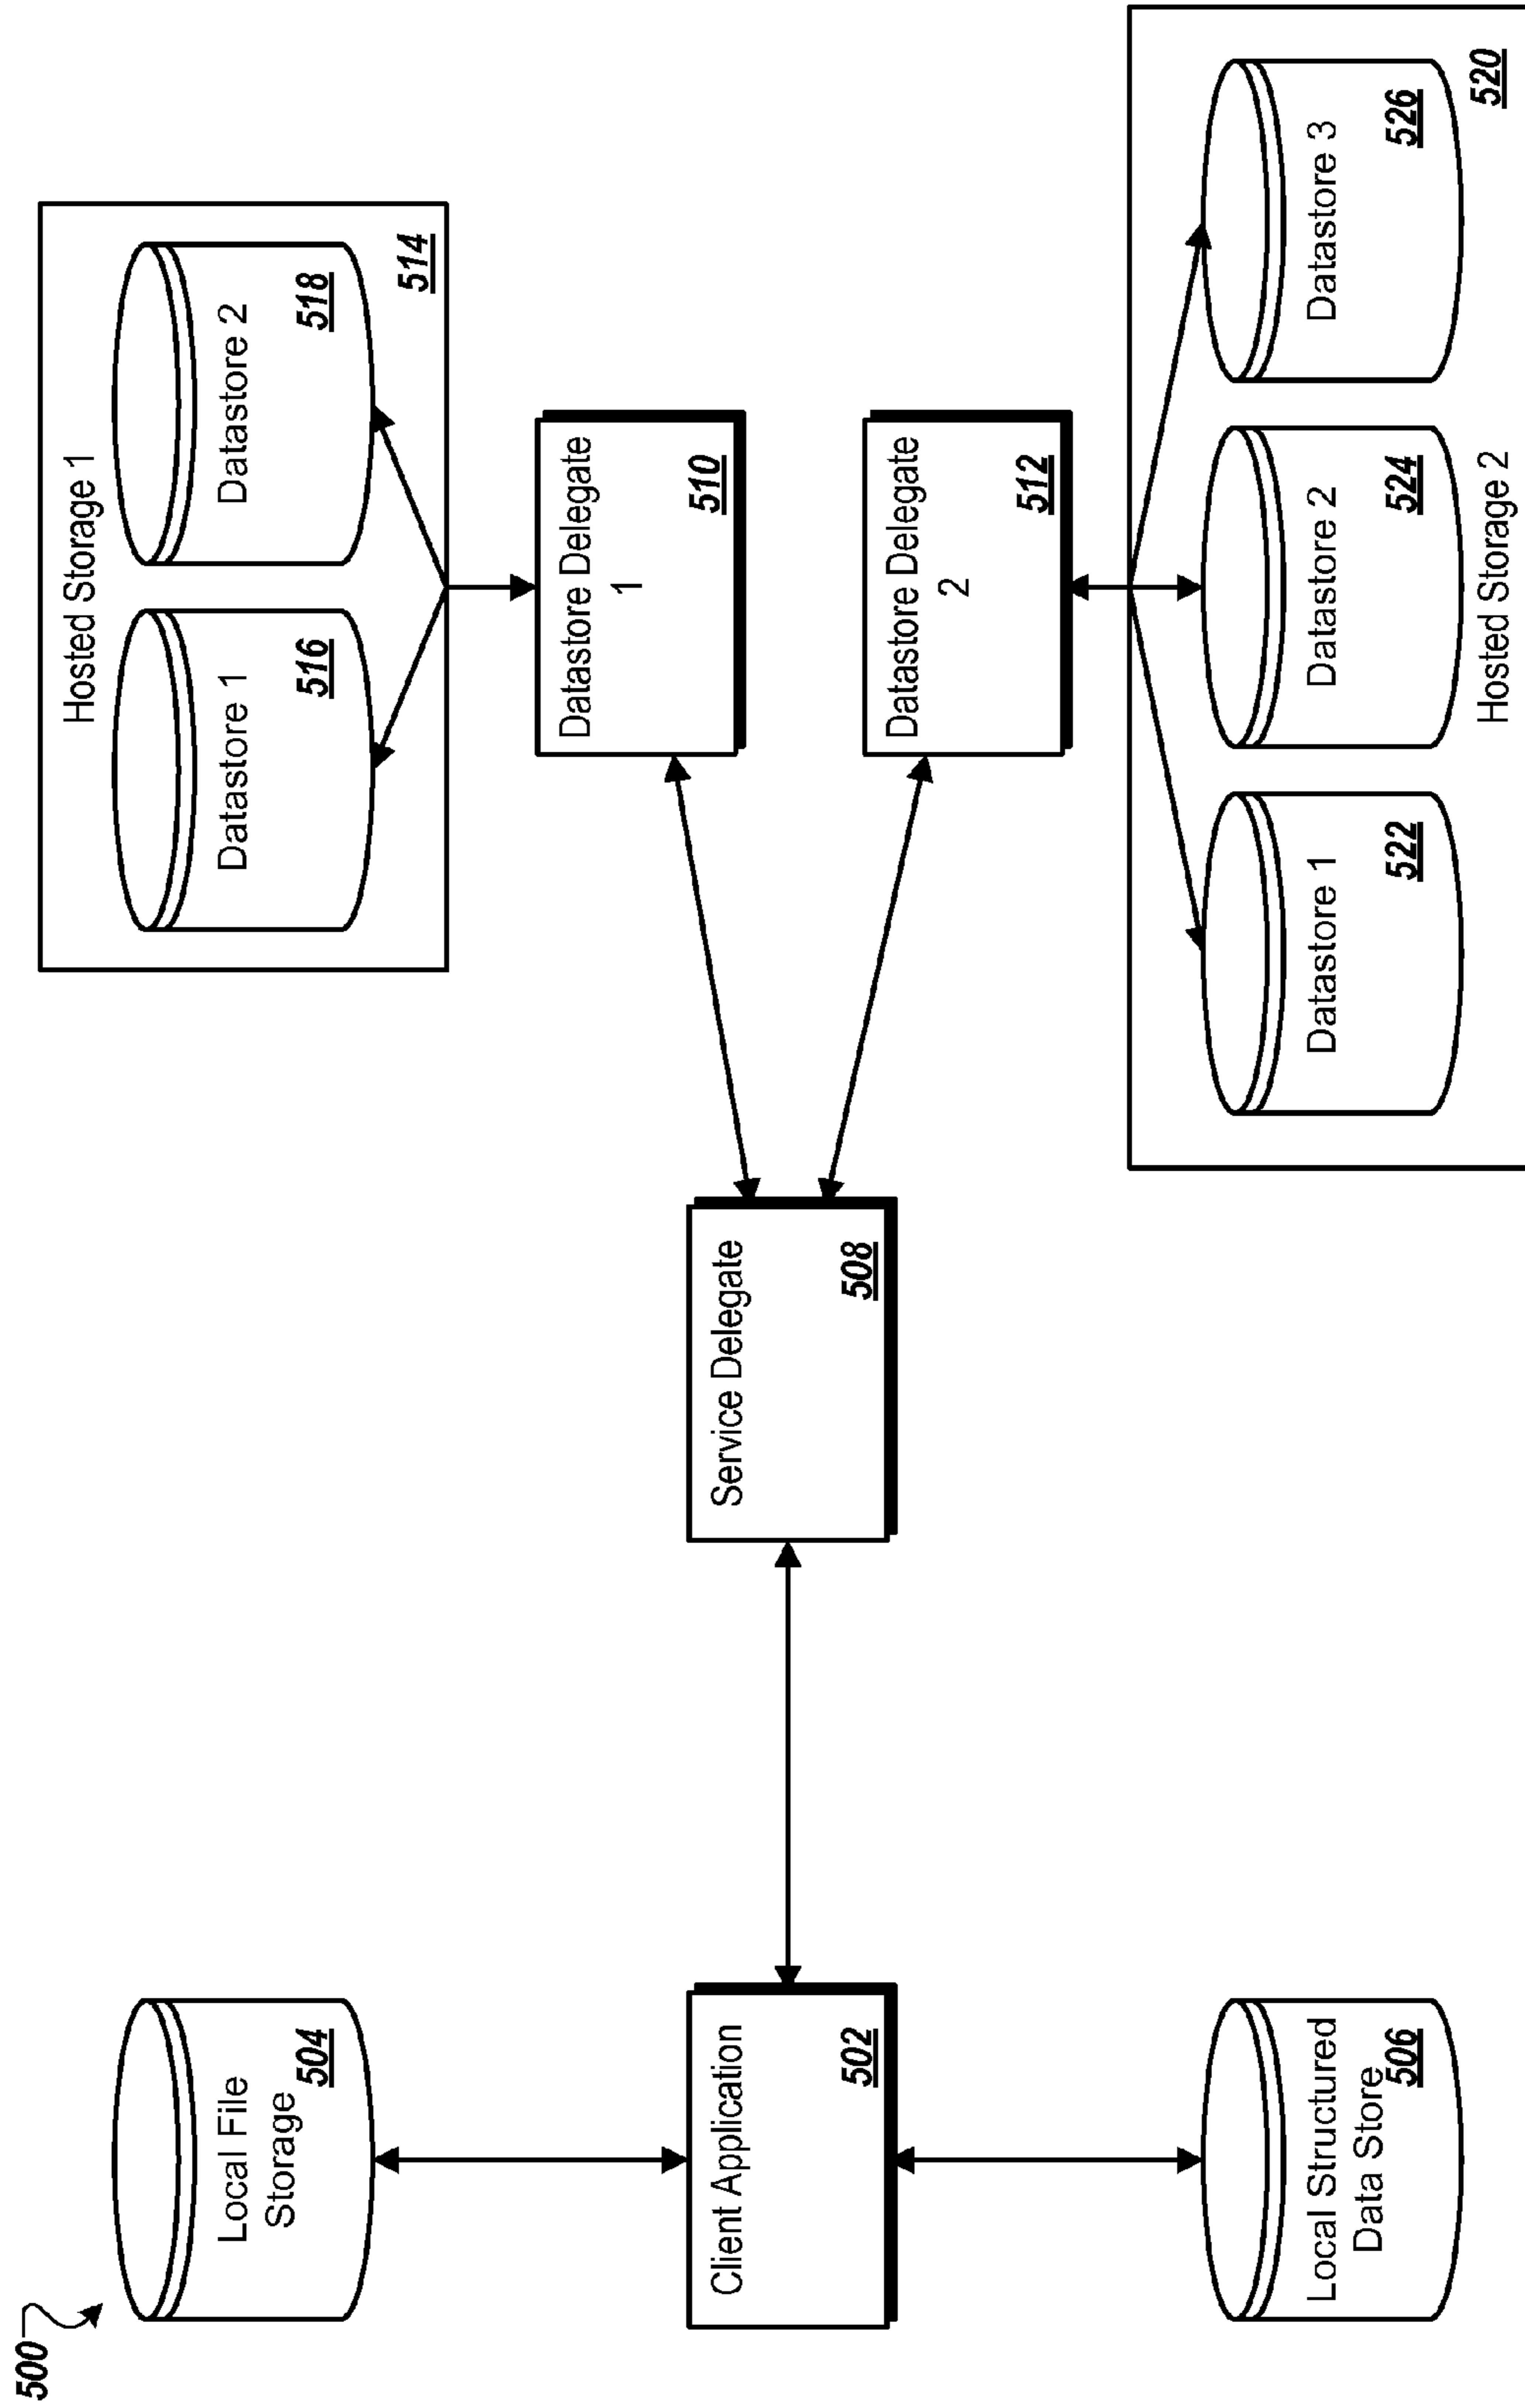 500
Local File
Storage
504
Client Application
502
Local Structured
Data Store
506
Service Delegate
508
Hosted Storage 1
Datastore 1
516
Datastore 2
518
514
Datastore Delegate
1
510
Datastore Delegate
2
512
Datastore 1
522
Datastore 2
524
Datastore 3
526
Hosted Storage 2
520